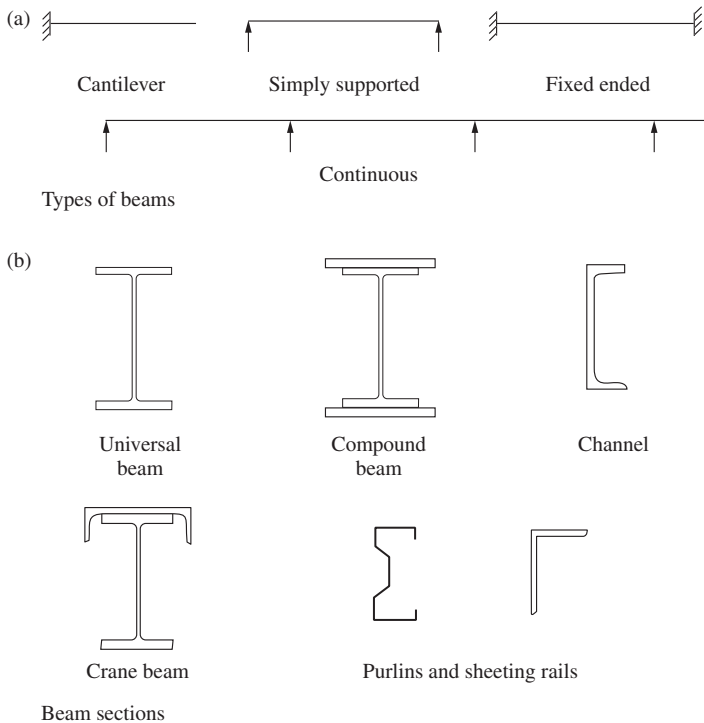 (a)
Cantilever
Simply supported
Fixed ended
Continuous
Types of beams
(b)
Universal
beam
Compound
beam
Channel
Crane beam
Purlins and sheeting rails
Beam sections